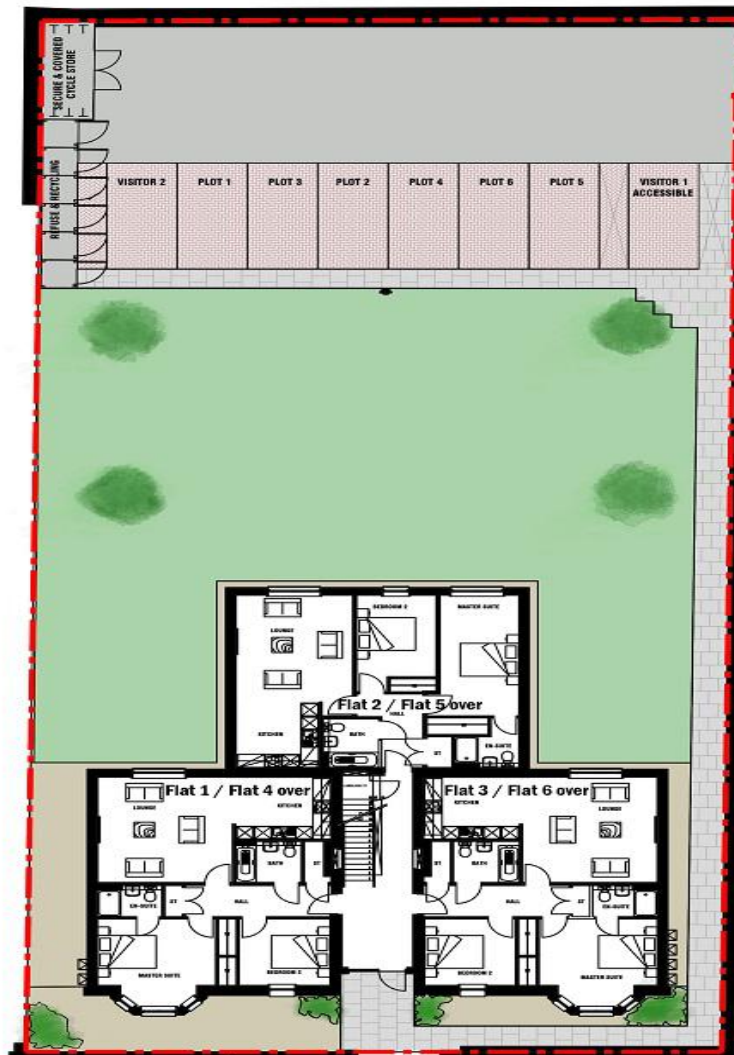 SECURE & COVERED
CYCLE STORE
REFUSE & RECYCLING
VISITOR 2
PLOT 1
PLOT 3
PLOT 2
PLOT 4
PLOT 6
PLOT 5
VISITOR 1
ACCESSIBLE
LOUNGE
BEDROOM 2
MASTER SUITE
Flat 2 / Flat 5 over
HALL
KITCHEN
BATH
ST
EN-SUITE
Flat 1 / Flat 4 over
KITCHEN
LOUNGE
BATH
ST
EN-SUITE
ST
HALL
MASTER SUITE
BEDROOM 2
Flat 3 / Flat 6 over
KITCHEN
LOUNGE
ST
BATH
HALL
ST
EN-SUITE
BEDROOM 2
MASTER SUITE